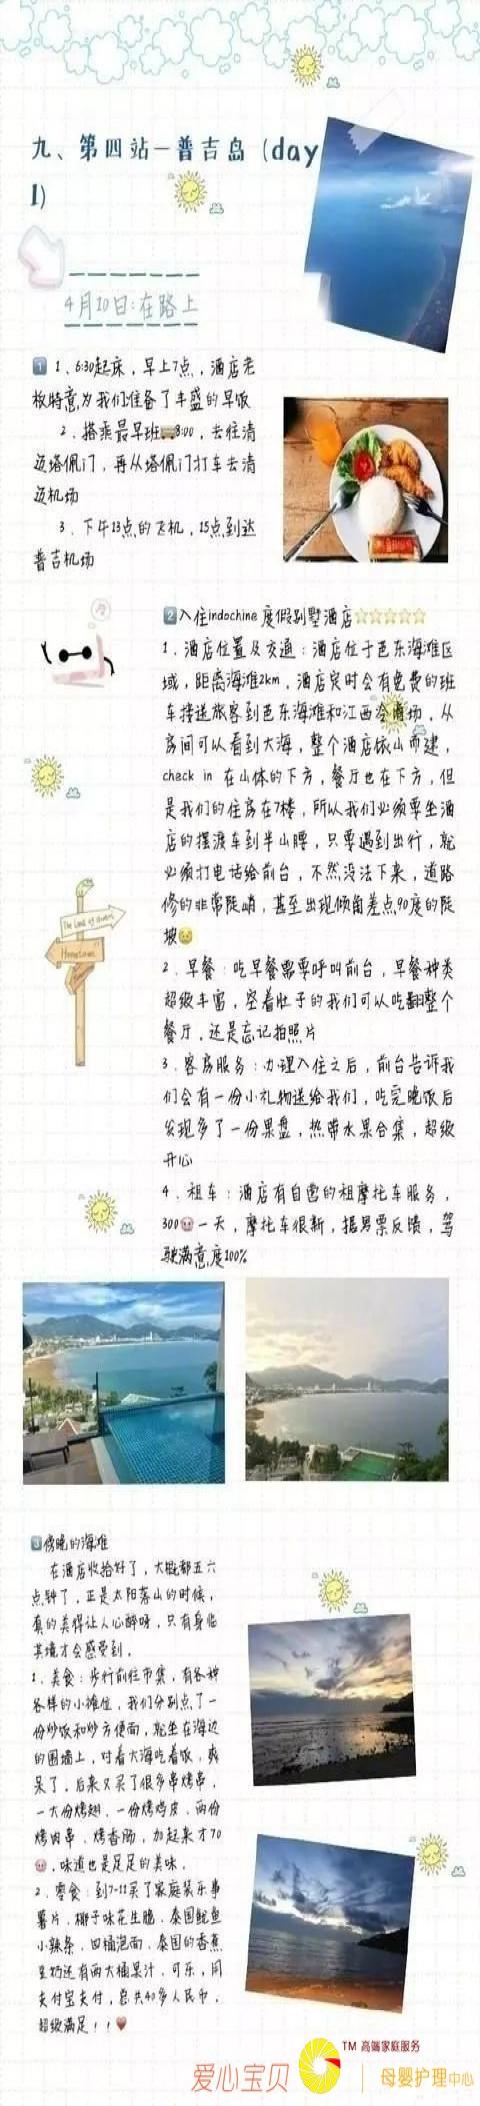 九、第四站—普吉岛(day
1)
4月10日:在路上
1 1、6:30起床，早上7点，酒店老
板特意为我们准备了丰盛的早饭
2、搭乘最早班🚌8:00，去往清
迈塔佩门，再从塔佩门打车去清
迈机场
3、下午13点的飞机，15点到达
普吉机场
2 入住indochine 度假别墅酒店☆☆☆☆☆
1、酒店位置及交通：酒店位于芭东海滩区
域，距离海滩2km，酒店定时会有免费的班
车接送旅客到芭东海滩和江西冷商场，从
房间可以看到大海，整个酒店依山而建，
check in 在山体的下方，餐厅也在下方，但
是我们的住房在7楼，所以我们必须要坐酒
店的摆渡车到半山腰，只要遇到出行，就
必须打电话给前台，不然没法下来，道路
修的非常陡峭，甚至出现倾角差点90度的陡
坡😢
2、早餐：吃早餐需要呼叫前台，早餐种类
超级丰富，空着肚子的我们可以吃翻整个
餐厅，还是忘记拍照片
3、客房服务：办理入住之后，前台告诉我
们会有一份小礼物送给我们，吃完晚饭后
发现多了一份果盘，热带水果合集，超级
开心
4、租车：酒店有自营的租摩托车服务，
300🐷一天，摩托车很新，据男票反馈，驾
驶满意度100%
The Land of
Hometown
3 傍晚的海滩
在酒店收拾好了，大概都五六
点钟了，正是太阳落山的时候，
真的美得让人心醉呀，只有身临
其境才会感受到。
1、美食：步行前往市集，有各种
各样的小摊位，我们分别点了一
份炒饭和炒方便面，就坐在海边
的围墙上，对着大海吃着饭，爽
呆了，后来又买了很多串烤串，
一大份烤翅、一份烤鸡皮、两份
烤肉串、烤香肠，加起来才70
🐷，味道也是足足的美味。
2、零食：到7-11买了家庭装乐事
薯片、椰子味花生脆、泰国鱿鱼
小辣条、四桶泡面、泰国的香蕉
豆奶还有两大桶果汁、可乐，用
支付宝支付，总共40多人民币，
超级满足！！❤
TM 高端家庭服务
爱心宝贝 | 母婴护理中心